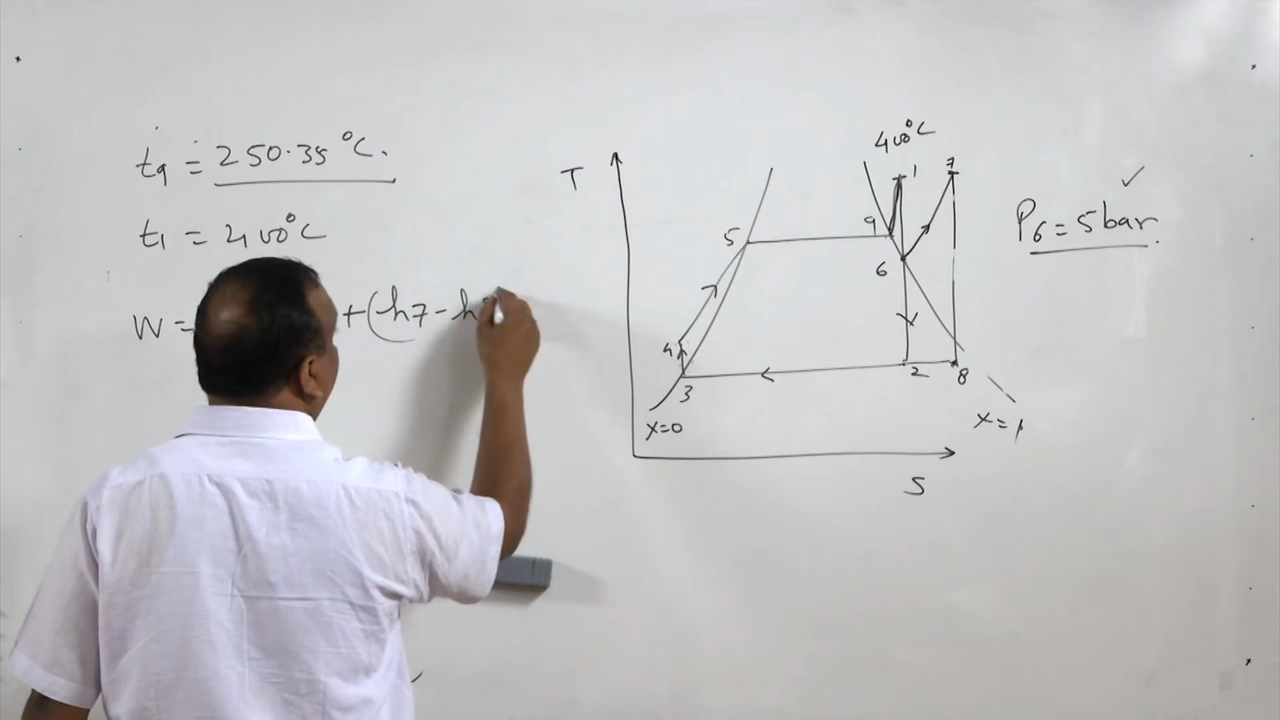 t9 = 250.35 °C.
t1 = 400°C
W = + (h7 - h
T
400°C
1
7
9
5
6
4
3
2
8
x=0
x=1
S
P6 = 5 bar.
✓